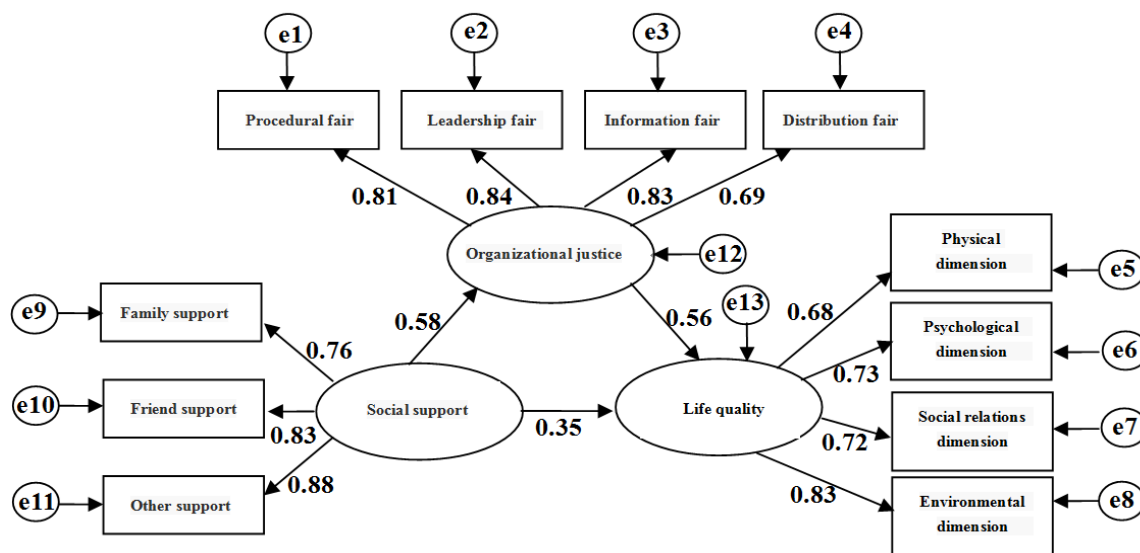 e1
e2
e3
e4
Procedural fair
Leadership fair
Information fair
Distribution fair
0.81
0.84
0.83
0.69
Organizational justice
e12
Physical
dimension
e5
e9
Family support
0.58
0.56
e13
0.68
Psychological
dimension
e6
0.76
0.73
e10
Friend support
0.83
Social support
0.35
Life quality
0.72
Social relations
dimension
e7
e11
Other support
0.88
0.83
Environmental
dimension
e8